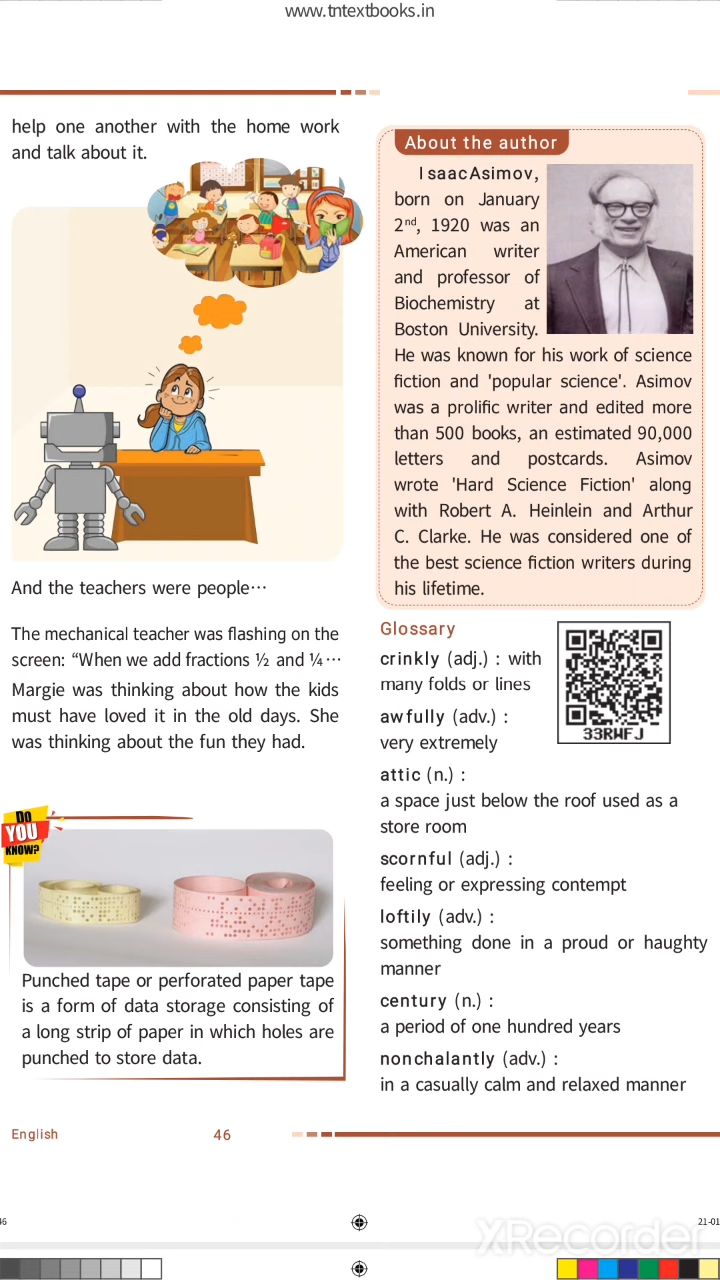 www.tntextbooks.in
help one another with the home work
and talk about it.
And the teachers were people…
The mechanical teacher was flashing on the
screen: “When we add fractions ½ and ¼…
Margie was thinking about how the kids
must have loved it in the old days. She
was thinking about the fun they had.
DO
YOU
KNOW?
Punched tape or perforated paper tape
is a form of data storage consisting of
a long strip of paper in which holes are
punched to store data.
About the author
Isaac Asimov,
born on January
2nd, 1920 was an
American writer
and professor of
Biochemistry at
Boston University.
He was known for his work of science
fiction and 'popular science'. Asimov
was a prolific writer and edited more
than 500 books, an estimated 90,000
letters and postcards. Asimov
wrote 'Hard Science Fiction' along
with Robert A. Heinlein and Arthur
C. Clarke. He was considered one of
the best science fiction writers during
his lifetime.
Glossary
crinkly (adj.) : with
many folds or lines
awfully (adv.) :
very extremely
33RWFJ
attic (n.) :
a space just below the roof used as a
store room
scornful (adj.) :
feeling or expressing contempt
loftily (adv.) :
something done in a proud or haughty
manner
century (n.) :
a period of one hundred years
nonchalantly (adv.) :
in a casually calm and relaxed manner
English 46
46 21-01
XRecorder